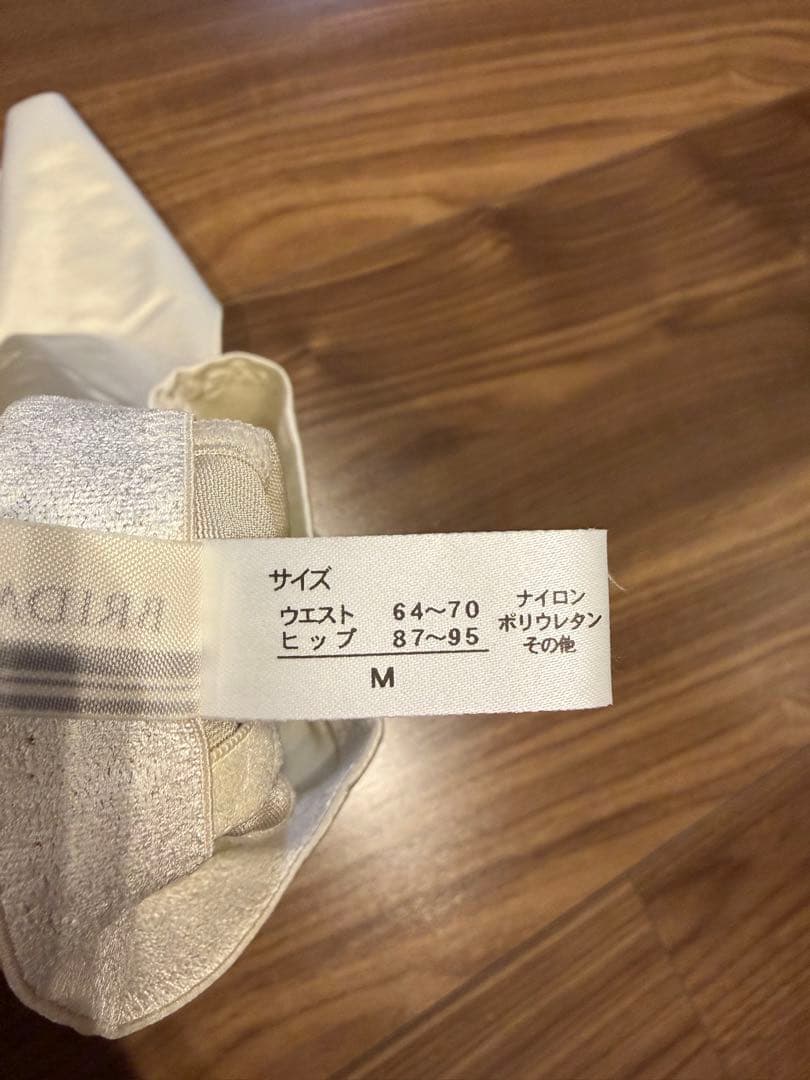 サイズ
ウエスト 64～70
ヒップ 87～95
M
ナイロン
ポリウレタン
その他